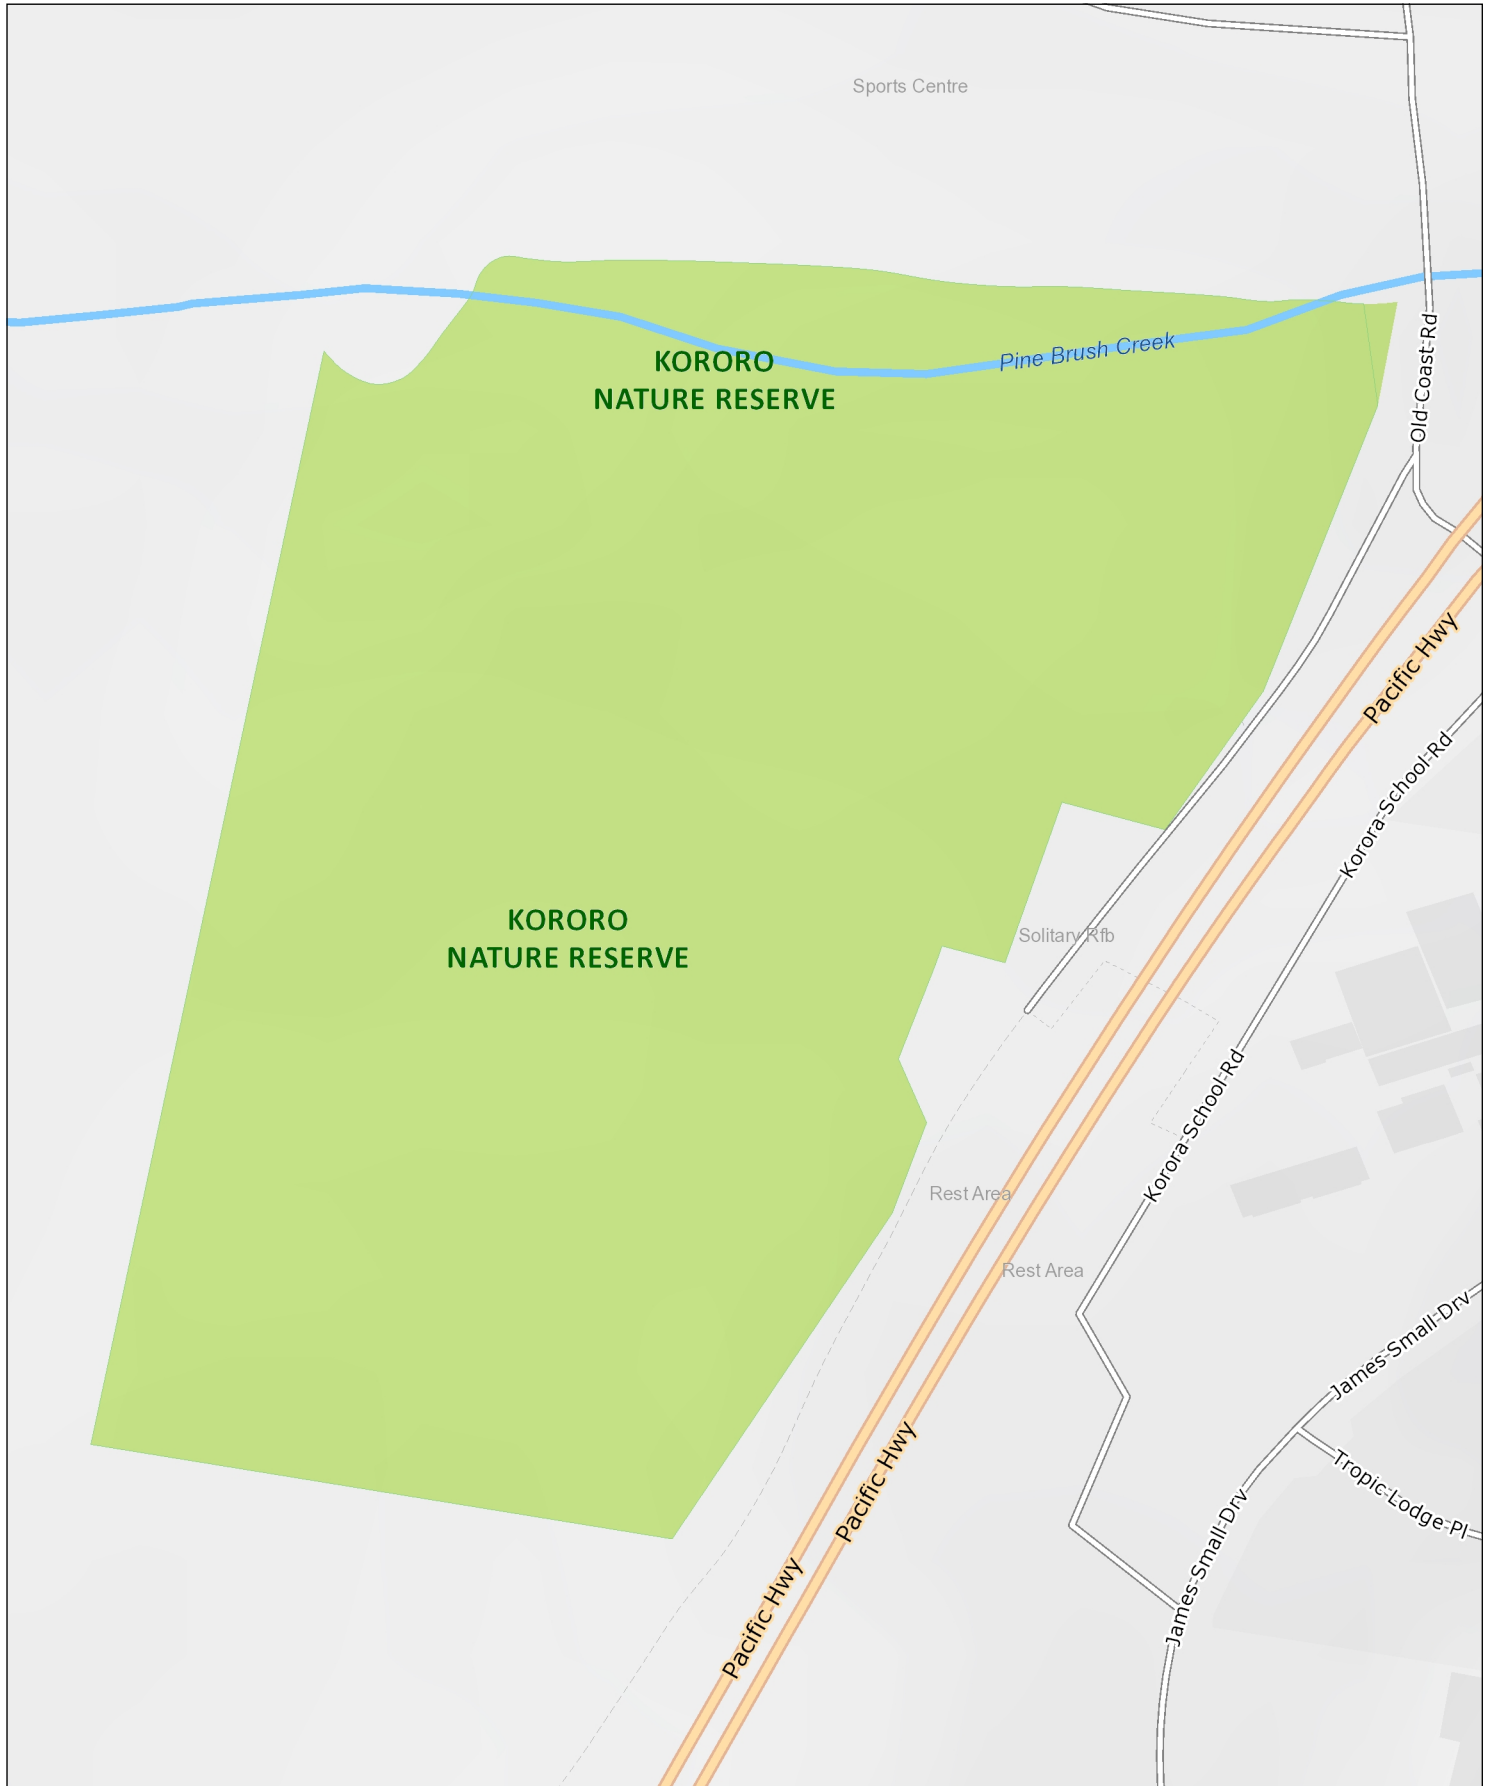 Sports Centre
KORORO
NATURE RESERVE
Pine Brush Creek
Old-Coast-Rd
Pacific Hwy
Korora-School-Rd
KORORO
NATURE RESERVE
Solitary Rfb
Korora-School-Rd
Rest Area
Rest Area
James-Small-Drv
Pacific Hwy
Tropic-Lodge-Pl
James-Small-Drv
Pacific Hwy